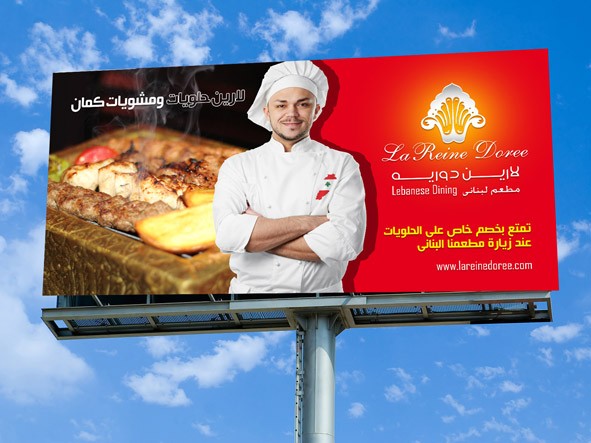 لارين حلويات ومشويات كمان
La Reine Doree
لارين دوريه
مطعم لبناني
Lebanese Dining
تمتع بخصم خاص على الحلويات
عند زيارة مطعمنا البناني
www.lareinedoree.com